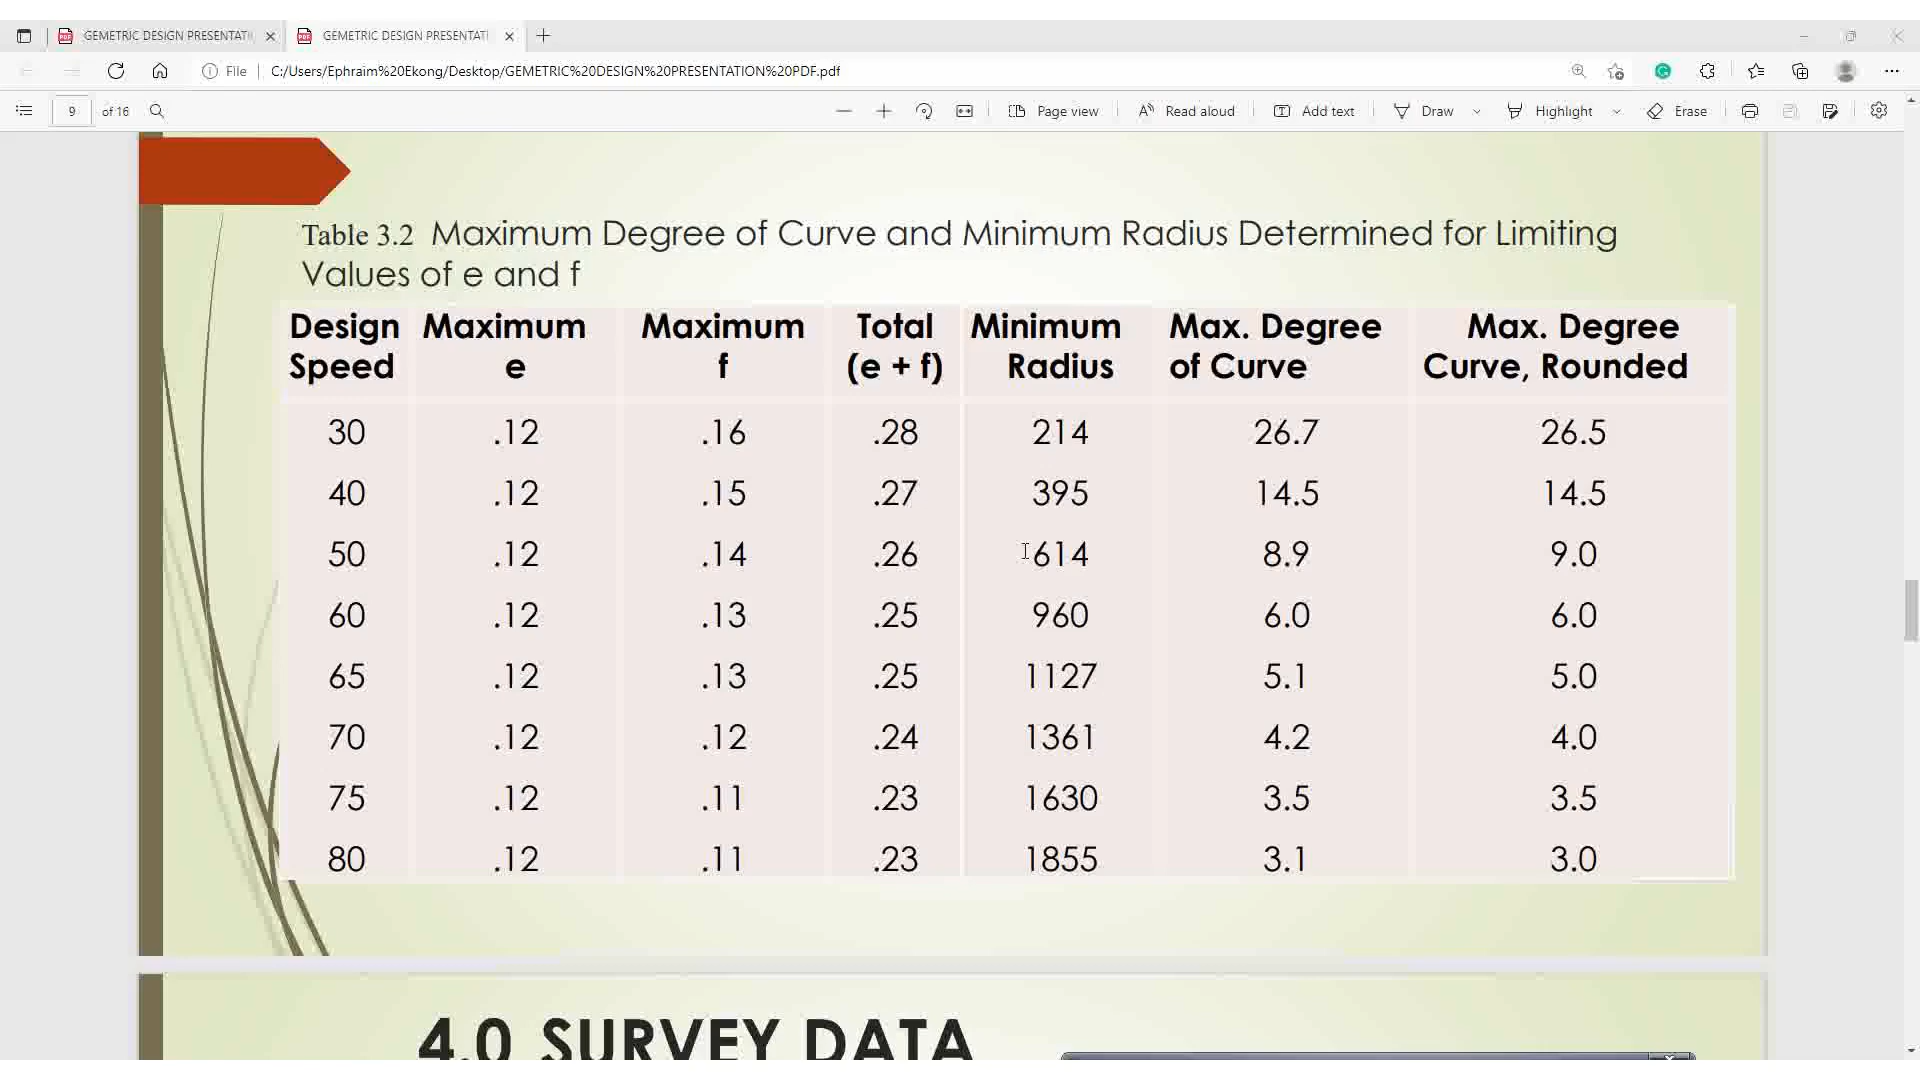 GEMETRIC DESIGN PRESENTATI
GEMETRIC DESIGN PRESENTATI
File C:/Users/Ephraim%20Ekong/Desktop/GEMETRIC%20DESIGN%20PRESENTATION%20PDF.pdf
9 of 16 Page view Read aloud Add text Draw Highlight Erase
Table 3.2 Maximum Degree of Curve and Minimum Radius Determined for Limiting
Values of e and f
Design Maximum Maximum Total Minimum Max. Degree Max. Degree
Speed e f (e + f) Radius of Curve Curve, Rounded
30 .12 .16 .28 214 26.7 26.5
40 .12 .15 .27 395 14.5 14.5
50 .12 .14 .26 614 8.9 9.0
60 .12 .13 .25 960 6.0 6.0
65 .12 .13 .25 1127 5.1 5.0
70 .12 .12 .24 1361 4.2 4.0
75 .12 .11 .23 1630 3.5 3.5
80 .12 .11 .23 1855 3.1 3.0
4.0 SURVEY DATA